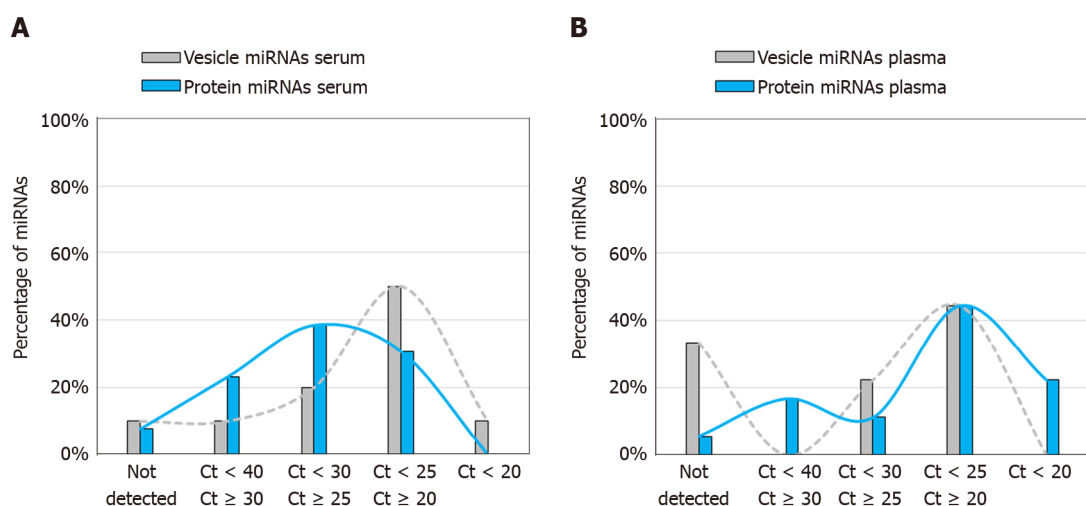 A
Vesicle miRNAs serum
Protein miRNAs serum
Percentage of miRNAs
100%
80%
60%
40%
20%
0%
Not detected
Ct < 40 Ct ≥ 30
Ct < 30 Ct ≥ 25
Ct < 25 Ct ≥ 20
Ct < 20
B
Vesicle miRNAs plasma
Protein miRNAs plasma
Percentage of miRNAs
100%
80%
60%
40%
20%
0%
Not detected
Ct < 40 Ct ≥ 30
Ct < 30 Ct ≥ 25
Ct < 25 Ct ≥ 20
Ct < 20